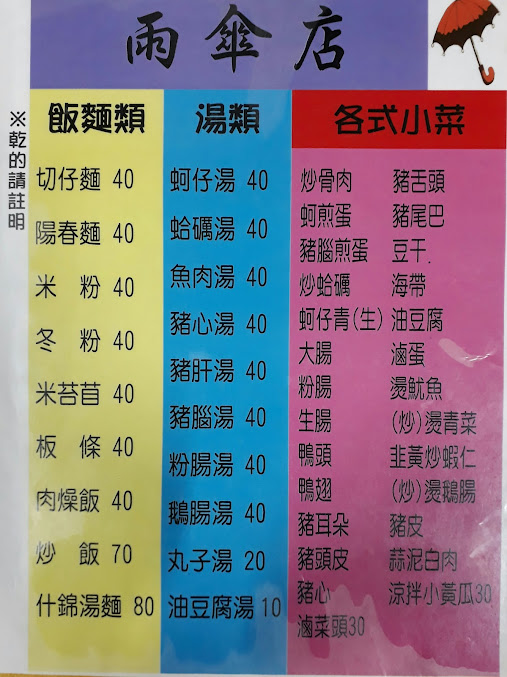 雨傘店
※乾的請註明
飯麵類
切仔麵 40
陽春麵 40
米 粉 40
冬 粉 40
米苔苜 40
板 條 40
肉燥飯 40
炒 飯 70
什錦湯麵 80
湯類
蚵仔湯 40
蛤礪湯 40
魚肉湯 40
豬心湯 40
豬肝湯 40
豬腦湯 40
粉腸湯 40
鵝腸湯 40
丸子湯 20
油豆腐湯 10
各式小菜
炒骨肉
蚵煎蛋
豬腦煎蛋
炒蛤礪
蚵仔青(生)
大腸
粉腸
生腸
鴨頭
鴨翅
豬耳朵
豬頭皮
豬心
滷菜頭30
豬舌頭
豬尾巴
豆干
海帶
油豆腐
滷蛋
燙魷魚
(炒)燙青菜
韭黃炒蝦仁
(炒)燙鵝腸
豬皮
蒜泥白肉
涼拌小黃瓜30